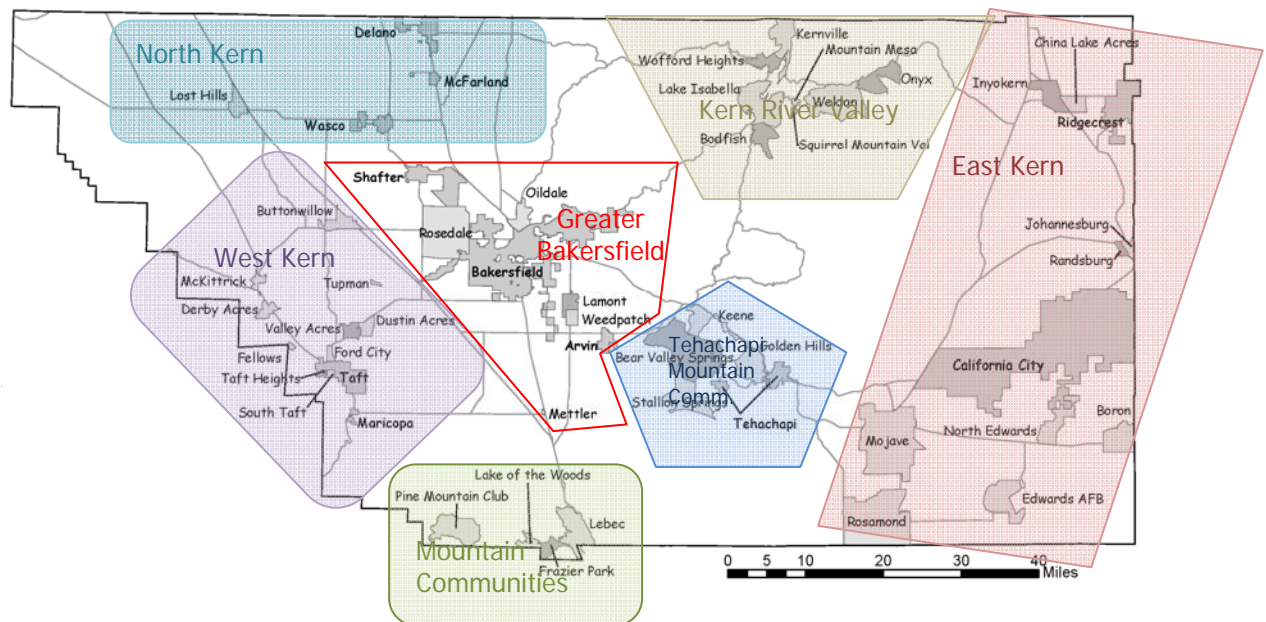 North Kern
Delano
McFarland
Lost Hills
Wasco
Kernville
Mountain Mesa
Wofford Heights
Onyx
Lake Isabella
Weldon
Kern River Valley
Bodfish
Squirrel Mountain Val
China Lake Acres
Inyokern
Ridgecrest
East Kern
Johannesburg
Randsburg
California City
Boron
North Edwards
Mojave
Edwards AFB
Rosamond
Shafter
Oildale
Greater
Bakersfield
Rosedale
Bakersfield
Lamont
Weedpatch
Arvin
Mettler
Buttonwillow
West Kern
McKittrick
Tupman
Derby Acres
Dustin Acres
Valley Acres
Fellows
Ford City
Taft Heights
Taft
South Taft
Maricopa
Keene
Golden Hills
Bear Valley Springs
Tehachapi
Mountain
Comm.
Stallion Springs
Tehachapi
Lake of the Woods
Pine Mountain Club
Lebec
Mountain
Communities
Frazier Park
0 5 10 20 30 40
Miles